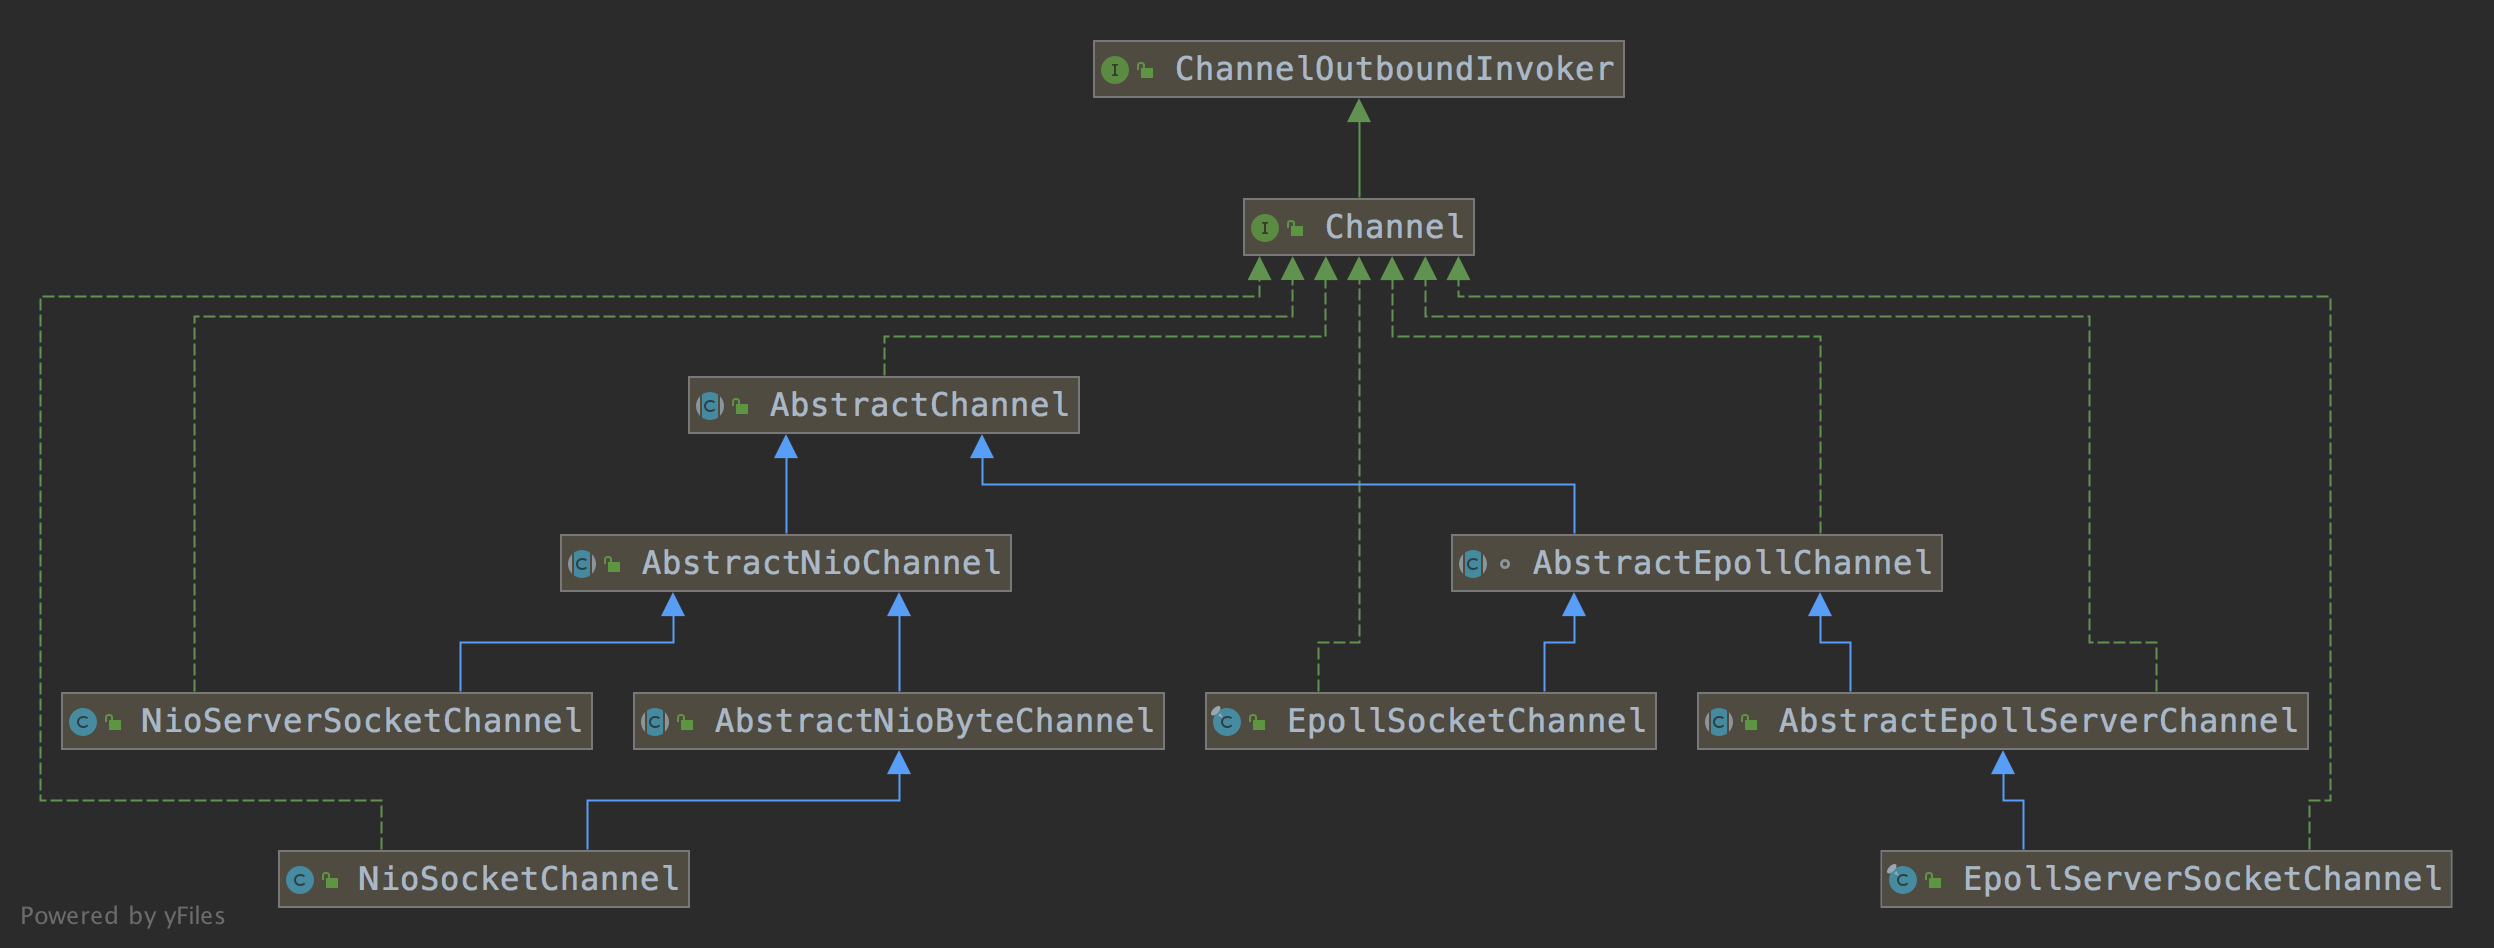 ChannelOutboundInvoker
Channel
AbstractChannel
AbstractNioChannel
AbstractEpollChannel
NioServerSocketChannel
AbstractNioByteChannel
EpollSocketChannel
AbstractEpollServerChannel
NioSocketChannel
EpollServerSocketChannel
Powered by yFiles